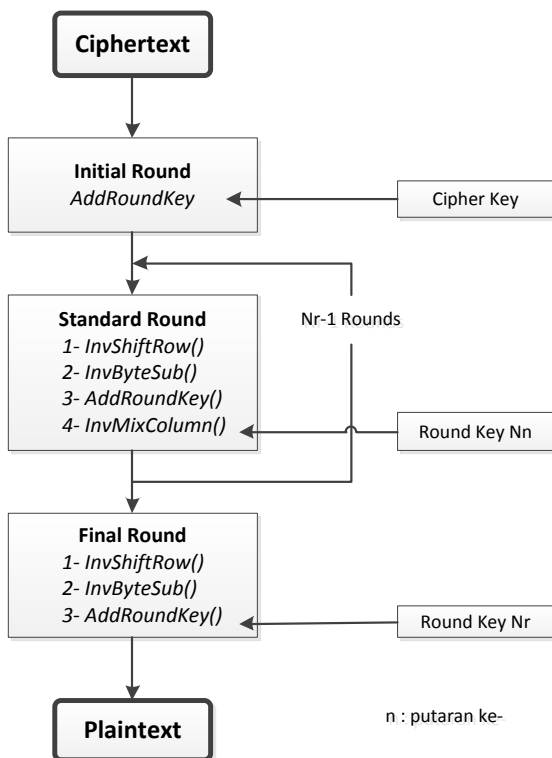 Ciphertext
Initial Round
AddRoundKey
Cipher Key
Standard Round
1- InvShiftRow()
2- InvByteSub()
3- AddRoundKey()
4- InvMixColumn()
Nr-1 Rounds
Round Key Nn
Final Round
1- InvShiftRow()
2- InvByteSub()
3- AddRoundKey()
Round Key Nr
Plaintext
n : putaran ke-